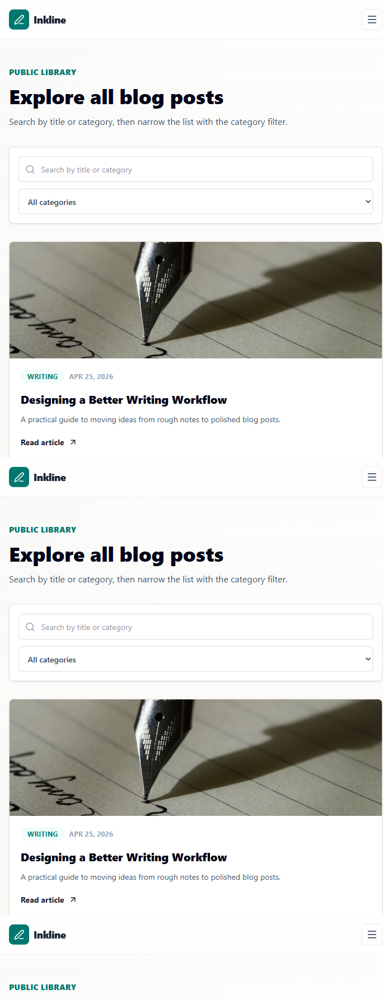 Inkline
PUBLIC LIBRARY
Explore all blog posts
Search by title or category, then narrow the list with the category filter.
Search by title or category
All categories
WRITING APR 25, 2026
Designing a Better Writing Workflow
A practical guide to moving ideas from rough notes to polished blog posts.
Read article
Inkline
PUBLIC LIBRARY
Explore all blog posts
Search by title or category, then narrow the list with the category filter.
Search by title or category
All categories
WRITING APR 25, 2026
Designing a Better Writing Workflow
A practical guide to moving ideas from rough notes to polished blog posts.
Read article
Inkline
PUBLIC LIBRARY